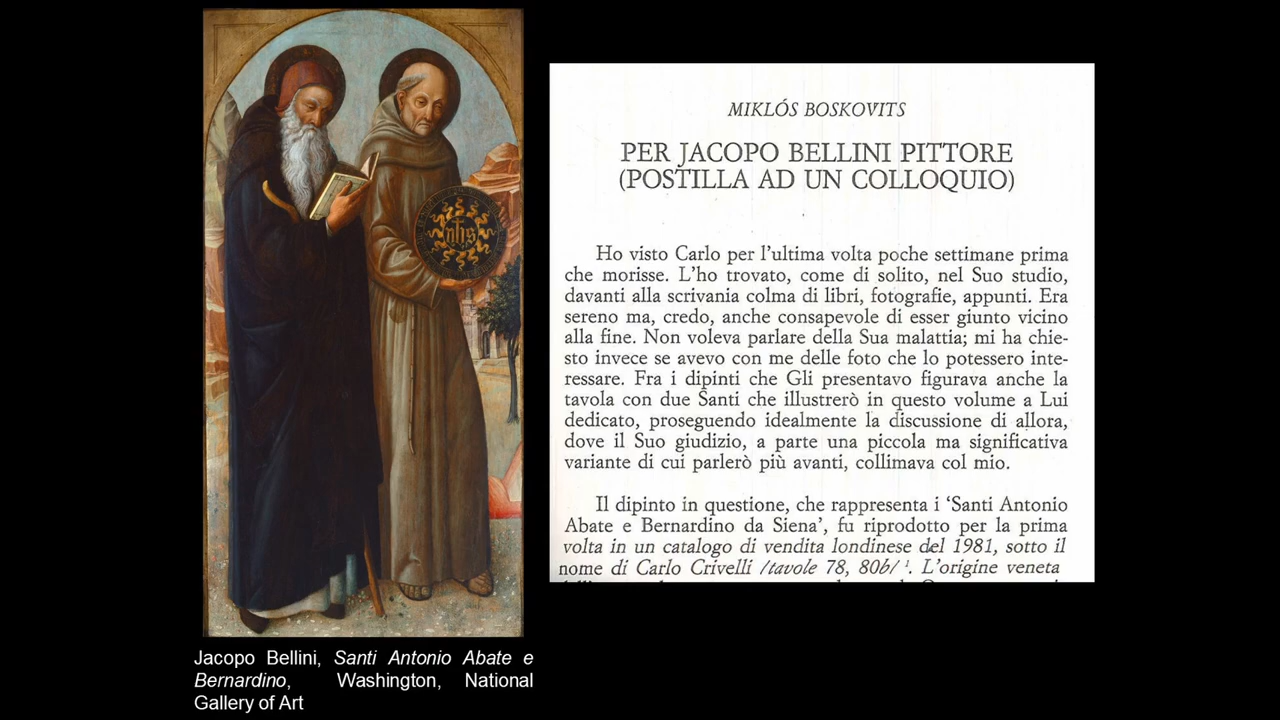 ihs
MIKLÓS BOSKOVITS
PER JACOPO BELLINI PITTORE
(POSTILLA AD UN COLLOQUIO)
Ho visto Carlo per l'ultima volta poche settimane prima
che morisse. L'ho trovato, come di solito, nel Suo studio,
davanti alla scrivania colma di libri, fotografie, appunti. Era
sereno ma, credo, anche consapevole di esser giunto vicino
alla fine. Non voleva parlare della Sua malattia; mi ha chie-
sto invece se avevo con me delle foto che lo potessero inte-
ressare. Fra i dipinti che Gli presentavo figurava anche la
tavola con due Santi che illustrerò in questo volume a Lui
dedicato, proseguendo idealmente la discussione di allora,
dove il Suo giudizio, a parte una piccola ma significativa
variante di cui parlerò più avanti, collimava col mio.
Il dipinto in questione, che rappresenta i 'Santi Antonio
Abate e Bernardino da Siena', fu riprodotto per la prima
volta in un catalogo di vendita londinese del 1981, sotto il
nome di Carlo Crivelli /tavole 78, 80b/ ¹. L'origine veneta
Jacopo Bellini, Santi Antonio Abate e
Bernardino, Washington, National
Gallery of Art